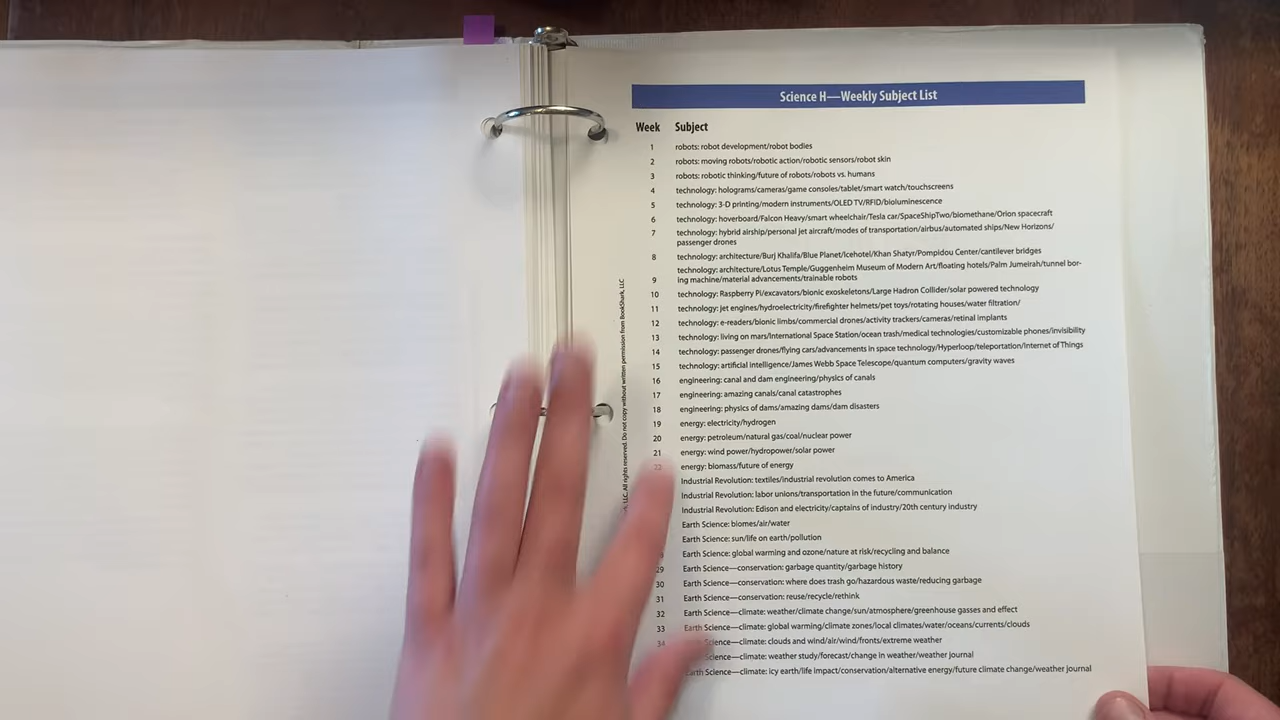 Science H—Weekly Subject List
Week Subject
1 robots: robot development/robot bodies
2 robots: moving robots/robotic action/robotic sensors/robot skin
3 robots: robotic thinking/future of robots/robots vs. humans
4 technology: holograms/cameras/game consoles/tablet/smart watch/touchscreens
5 technology: 3-D printing/modern instruments/OLED TV/RFID/bioluminescence
6 technology: hoverboard/Falcon Heavy/smart wheelchair/Tesla car/SpaceShipTwo/biomethane/Orion spacecraft
7 technology: hybrid airship/personal jet aircraft/modes of transportation/airbus/automated ships/New Horizons/
passenger drones
8 technology: architecture/Burj Khalifa/Blue Planet/Icehotel/Khan Shatyr/Pompidou Center/cantilever bridges
technology: architecture/Lotus Temple/Guggenheim Museum of Modern Art/floating hotels/Palm Jumeirah/tunnel bor-
9 ing machine/material advancements/trainable robots
10 technology: Raspberry Pi/excavators/bionic exoskeletons/Large Hadron Collider/solar powered technology
11 technology: jet engines/hydroelectricity/firefighter helmets/pet toys/rotating houses/water filtration/
12 technology: e-readers/bionic limbs/commercial drones/activity trackers/cameras/retinal implants
13 technology: living on mars/International Space Station/ocean trash/medical technologies/customizable phones/invisibility
14 technology: passenger drones/flying cars/advancements in space technology/Hyperloop/teleportation/Internet of Things
15 technology: artificial intelligence/James Webb Space Telescope/quantum computers/gravity waves
16 engineering: canal and dam engineering/physics of canals
17 engineering: amazing canals/canal catastrophes
18 engineering: physics of dams/amazing dams/dam disasters
19 energy: electricity/hydrogen
20 energy: petroleum/natural gas/coal/nuclear power
21 energy: wind power/hydropower/solar power
22 energy: biomass/future of energy
Industrial Revolution: textiles/industrial revolution comes to America
Industrial Revolution: labor unions/transportation in the future/communication
Industrial Revolution: Edison and electricity/captains of industry/20th century industry
Earth Science: biomes/air/water
Earth Science: sun/life on earth/pollution
Earth Science: global warming and ozone/nature at risk/recycling and balance
29 Earth Science—conservation: garbage quantity/garbage history
30 Earth Science—conservation: where does trash go/hazardous waste/reducing garbage
31 Earth Science—conservation: reuse/recycle/rethink
32 Earth Science—climate: weather/climate change/sun/atmosphere/greenhouse gasses and effect
33 Earth Science—climate: global warming/climate zones/local climates/water/oceans/currents/clouds
34 Science—climate: clouds and wind/air/wind/fronts/extreme weather
Science—climate: weather study/forecast/change in weather/weather journal
Earth Science—climate: icy earth/life impact/conservation/alternative energy/future climate change/weather journal
LLC. All rights reserved. Do not copy without written permission from BookShark, LLC